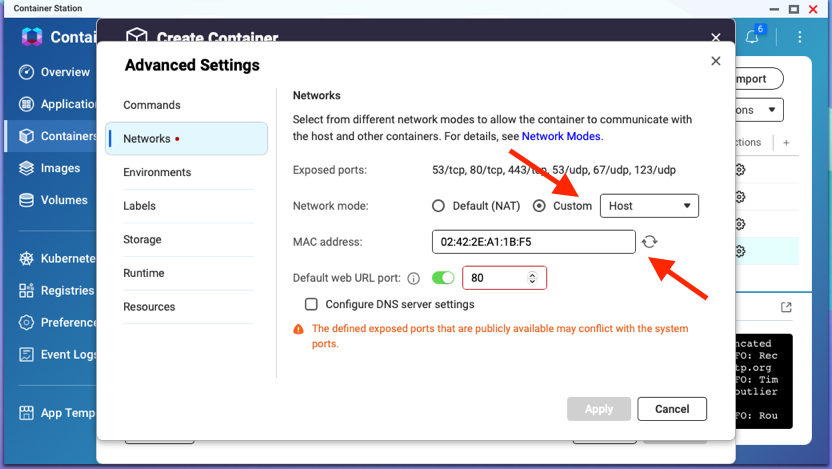 Container Station
Contai
Create Container
6
Advanced Settings
Overview
Commands
Networks
Import
Applicatio
Select from different network modes to allow the container to communicate with
the host and other containers. For details, see Network Modes.
ons
Containers
Networks
ctions +
Images
Environments
Exposed ports: 53/tcp, 80/tcp, 443/tcp, 53/udp, 67/udp, 123/udp
Volumes
Labels
Network mode: Default (NAT) Custom Host
Storage
MAC address: 02:42:2E:A1:1B:F5
Kubernete
Runtime
Default web URL port: 80
Registries
Resources
Configure DNS server settings
Preference
The defined exposed ports that are publicly available may conflict with the system
ports.
Event Logs
ncated
FO: Rec
tp.org
FO: Tim
outlier
FO: Rou
App Temp
Apply
Cancel